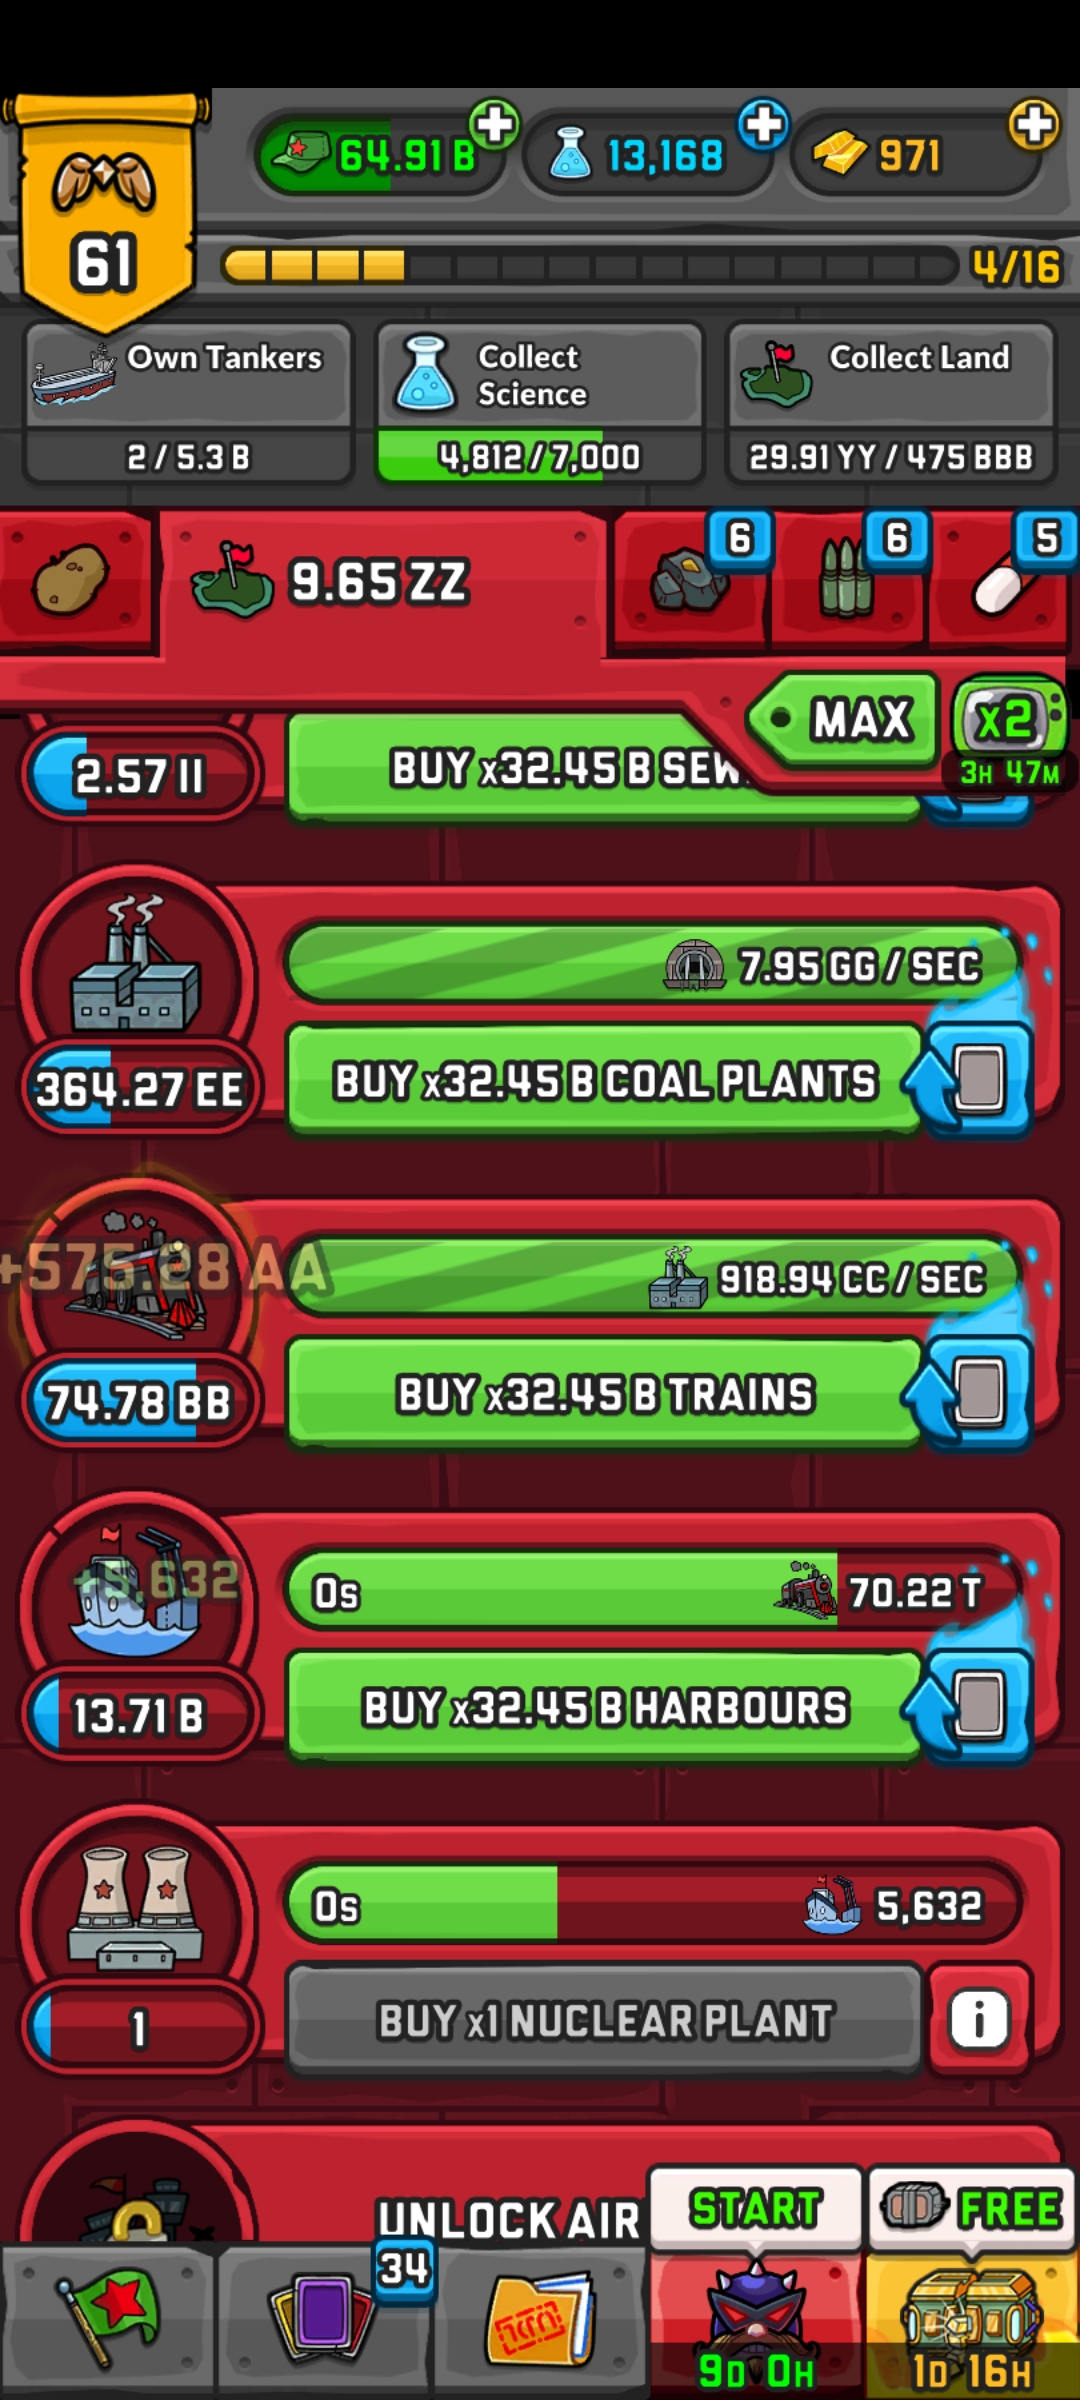 64.91 B
13,168
971
61
4/16
Own Tankers
2 / 5.3 B
Collect
Science
4,812 / 7,000
Collect Land
29.91 YY / 475 BBB
9.65 ZZ
6
6
5
MAX
x2
3H 47M
2.57 II
BUY x32.45 B
7.95 GG / SEC
364.27 EE
BUY x32.45 B COAL PLANTS
+575.28 AA
918.94 CC / SEC
74.78 BB
BUY x32.45 B TRAINS
0s
70.22 T
13.71 B
BUY x32.45 B HARBOURS
0s
5,632
1
BUY x1 NUCLEAR PLANT
i
UNLOCK AIR
START
FREE
34
9D 0H
1D 16H